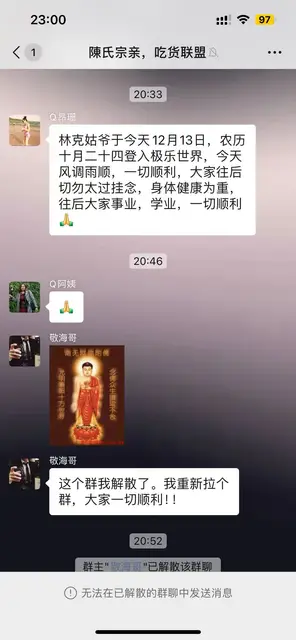 23:00
97
1
陳氏宗亲，吃货联盟
20:33
Q昂珊
林克姑爷于今天12月13日，农历
十月二十四登入极乐世界，今天
风调雨顺，一切顺利，大家往后
切勿太过挂念，身体健康为重，
往后大家事业，学业，一切顺利
🙏
20:46
Q阿姨
🙏
敬海哥
敬海哥
这个群我解散了。我重新拉个
群，大家一切顺利！！
20:52
群主"敬海哥"已解散该群聊
无法在已解散的群聊中发送消息